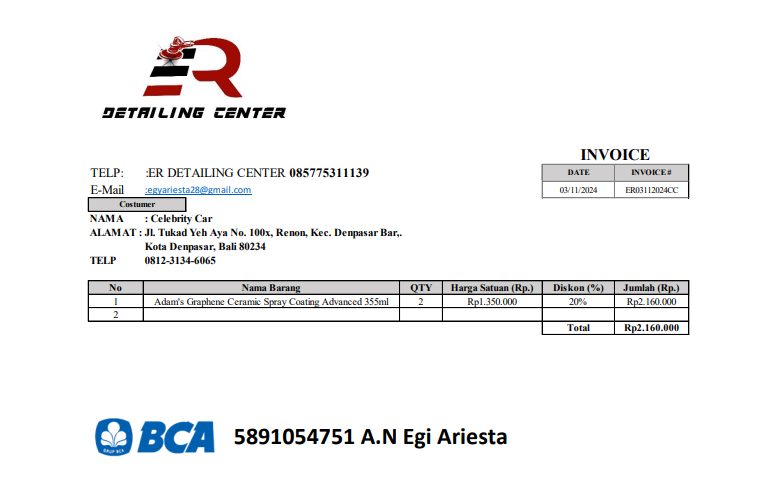 ER
DETAILING CENTER
INVOICE
TELP: :ER DETAILING CENTER 085775311139
DATE INVOICE #
E-Mail :egyariesta28@gmail.com
03/11/2024 ER03112024CC
Costumer
NAMA : Celebrity Car
ALAMAT : Jl. Tukad Yeh Aya No. 100x, Renon, Kec. Denpasar Bar,.
Kota Denpasar, Bali 80234
TELP 0812-3134-6065
No Nama Barang QTY Harga Satuan (Rp.) Diskon (%) Jumlah (Rp.)
1 Adam's Graphene Ceramic Spray Coating Advanced 355ml 2 Rp1.350.000 20% Rp2.160.000
2
Total Rp2.160.000
BCA 5891054751 A.N Egi Ariesta
GRUP BCA